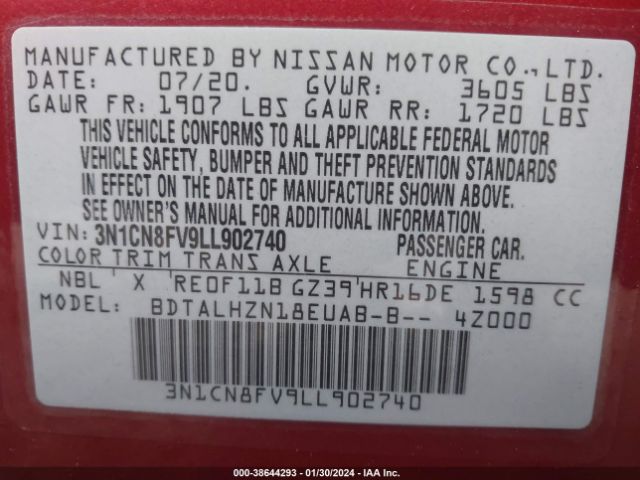 MANUFACTURED BY NISSAN MOTOR CO., LTD.
DATE: 07/20. GVWR: 3605 LBS
GAWR FR: 1907 LBS GAWR RR: 1720 LBS
THIS VEHICLE CONFORMS TO ALL APPLICABLE FEDERAL MOTOR
VEHICLE SAFETY, BUMPER AND THEFT PREVENTION STANDARDS
IN EFFECT ON THE DATE OF MANUFACTURE SHOWN ABOVE.
SEE OWNER'S MANUAL FOR ADDITIONAL INFORMATION.
VIN: 3N1CN8FV9LL902740 PASSENGER CAR.
COLOR TRIM TRANS AXLE ENGINE
NBL X RE0F11B GZ39 HR16DE 1598 CC
MODEL: BDTALHZN18EUAB-B-- 4Z000
3N1CN8FV9LL902740
000-38644293 - 01/30/2024 - IAA Inc.